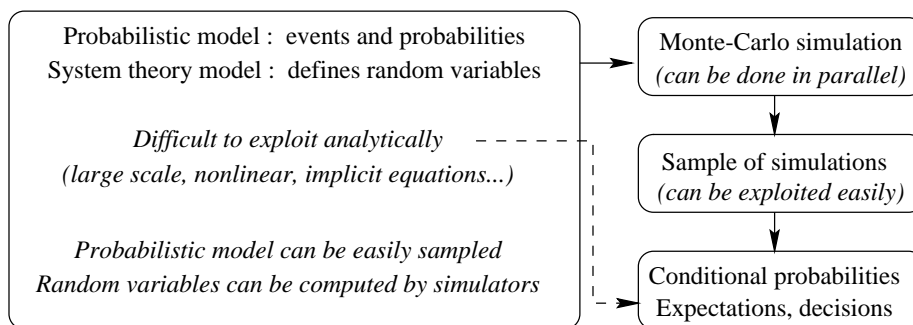 Probabilistic model : events and probabilities
System theory model : defines random variables
Difficult to exploit analytically
(large scale, nonlinear, implicit equations...)
Probabilistic model can be easily sampled
Random variables can be computed by simulators
Monte-Carlo simulation
(can be done in parallel)
Sample of simulations
(can be exploited easily)
Conditional probabilities
Expectations, decisions